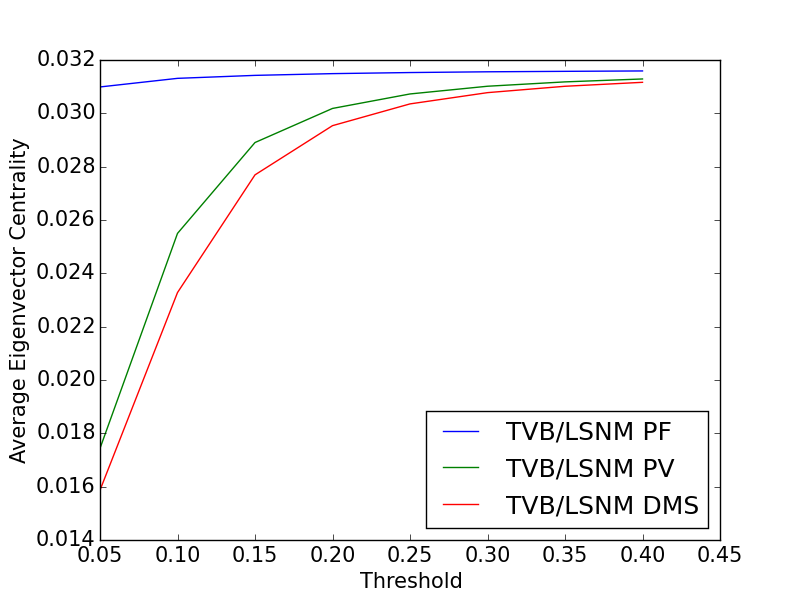 0.032
0.030
0.028
0.026
0.024
0.022
0.020
0.018
0.016
0.014
Average Eigenvector Centrality
TVB/LSNM PF
TVB/LSNM PV
TVB/LSNM DMS
0.05 0.10 0.15 0.20 0.25 0.30 0.35 0.40 0.45
Threshold